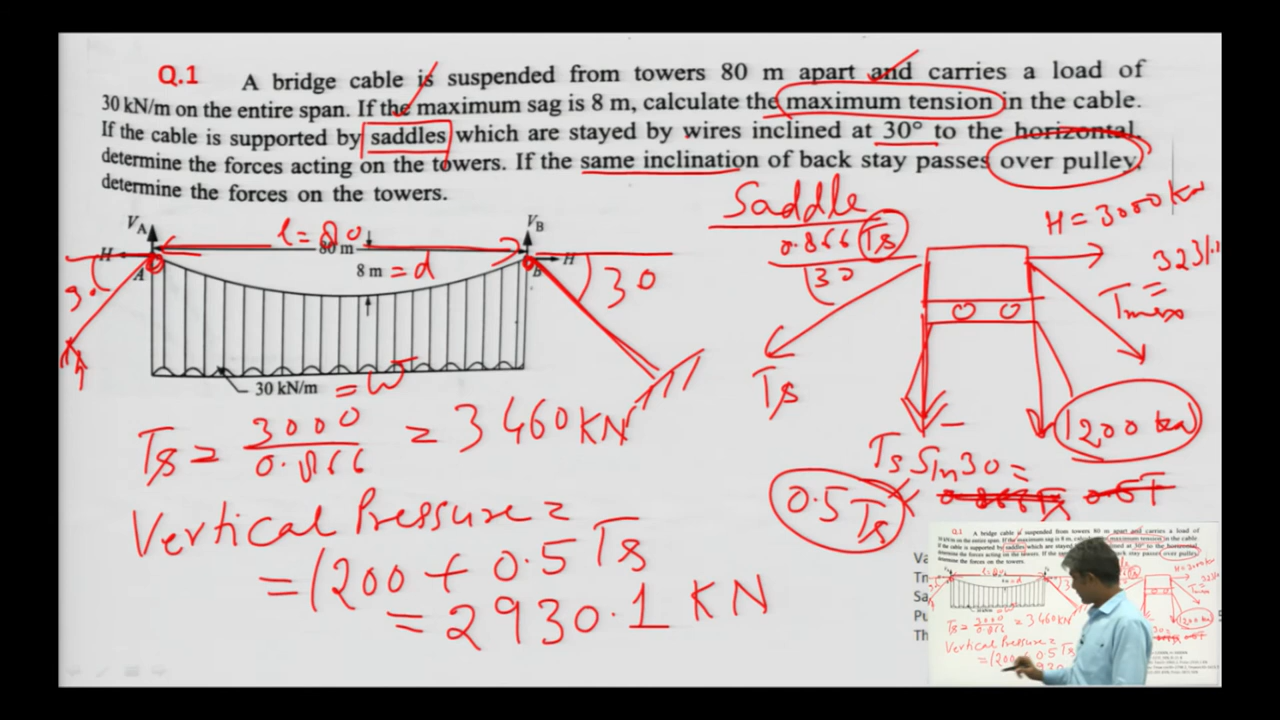 Q.1 A bridge cable is suspended from towers 80 m apart and carries a load of
30 kN/m on the entire span. If the maximum sag is 8 m, calculate the maximum tension in the cable.
If the cable is supported by saddles which are stayed by wires inclined at 30° to the horizontal,
determine the forces acting on the towers. If the same inclination of back stay passes over pulley,
determine the forces on the towers.
VA
VB
l = 80
80 m
H
H
A
B
8 m = d
30
30 kN/m = w
Saddle
0.866 Ts
30
H = 3000 kN
Tmax =
Ts
1200 kN
Ts Sin 30 =
0.5 Ts
Ts = 3000 / 0.866 = 3460 KN
Vertical Pressure =
= 1200 + 0.5 Ts
= 2930.1 KN